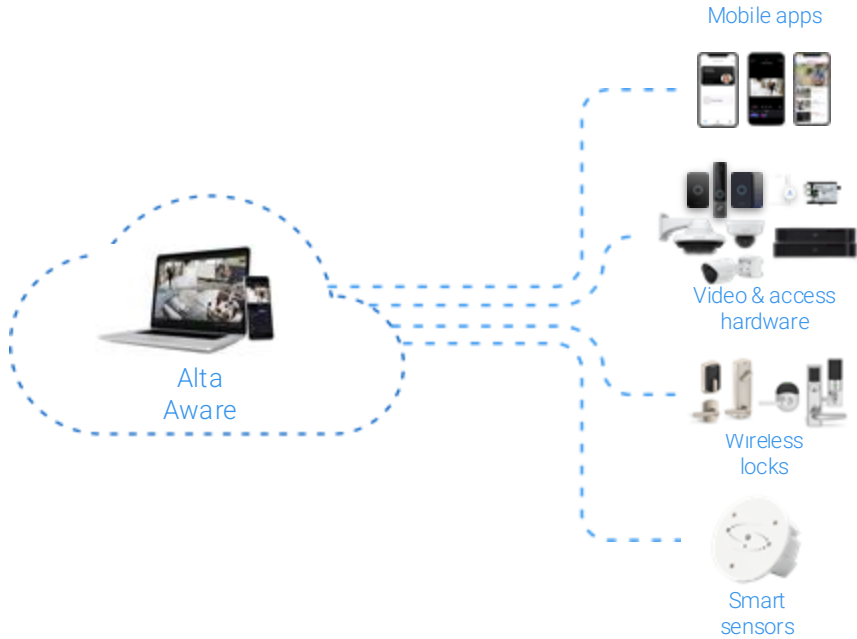 Mobile apps
Video & access
hardware
Alta
Aware
Wireless
locks
Smart
sensors